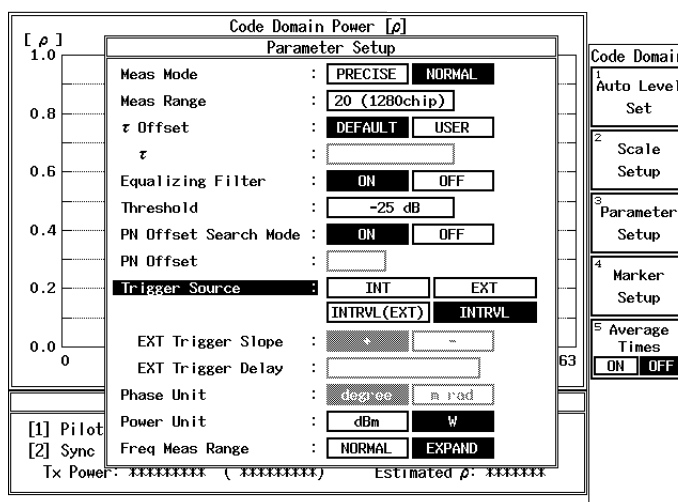 Code Domain Power [ρ]
[ρ]
Parameter Setup
1.0
0.8
0.6
0.4
0.2
0.0
0
63
Meas Mode : PRECISE NORMAL
Meas Range : 20 (1280chip)
τ Offset : DEFAULT USER
τ :
Equalizing Filter : ON OFF
Threshold : -25 dB
PN Offset Search Mode : ON OFF
PN Offset :
Trigger Source : INT EXT
INTRVL(EXT) INTRVL
EXT Trigger Slope : + -
EXT Trigger Delay :
Phase Unit : degree m rad
Power Unit : dBm W
Freq Meas Range : NORMAL EXPAND
[1] Pilot
[2] Sync
Tx Power: ********* ( *********) Estimated ρ: *******
Code Domain
1
Auto Level
Set
2
Scale
Setup
3
Parameter
Setup
4
Marker
Setup
5 Average
Times
ON OFF